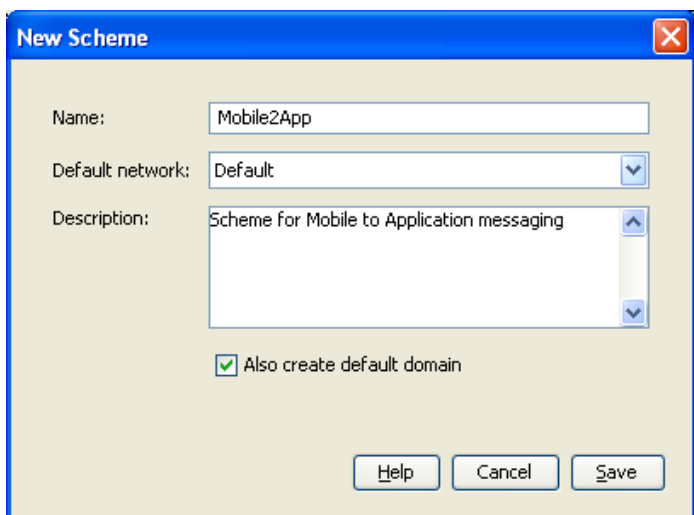 New Scheme
Name: Mobile2App
Default network: Default
Description: Scheme for Mobile to Application messaging
Also create default domain
Help Cancel Save